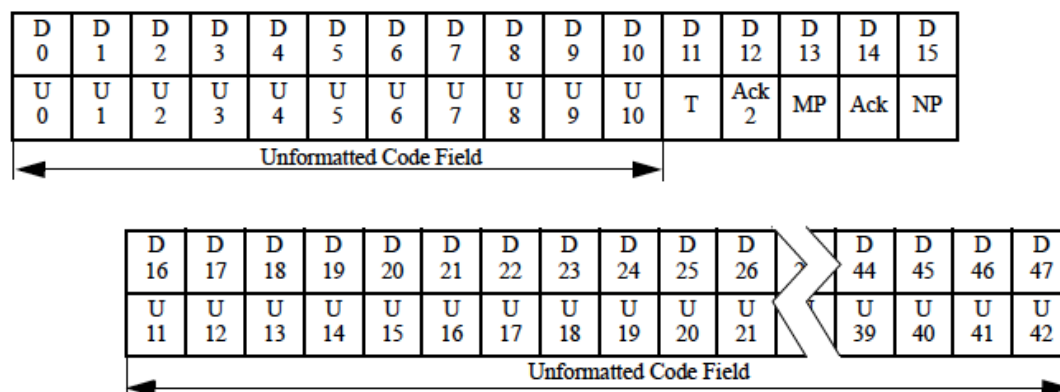 D 0 D 1 D 2 D 3 D 4 D 5 D 6 D 7 D 8 D 9 D 10 D 11 D 12 D 13 D 14 D 15
U 0 U 1 U 2 U 3 U 4 U 5 U 6 U 7 U 8 U 9 U 10 T Ack 2 MP Ack NP
Unformatted Code Field
D 16 D 17 D 18 D 19 D 20 D 21 D 22 D 23 D 24 D 25 D 26 D 44 D 45 D 46 D 47
U 11 U 12 U 13 U 14 U 15 U 16 U 17 U 18 U 19 U 20 U 21 U 39 U 40 U 41 U 42
Unformatted Code Field